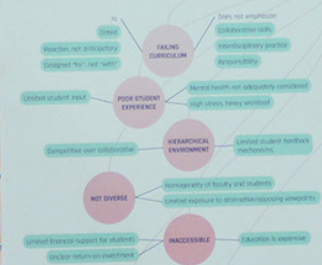 Does not emphasize:
Dated
Collaboration skills
FAILING
CURRICULUM
Reactive, not anticipatory
Interdisciplinary practice
Designed "for", not "with"
Responsibility
Limited student input
POOR STUDENT
EXPERIENCE
Mental health not adequately considered
High stress, heavy workload
Competitive over collaborative
HIERARCHICAL
ENVIRONMENT
Limited student feedback
mechanisms
NOT DIVERSE
Homogeneity of faculty and students
Limited exposure to alternative/opposing viewpoints
Limited financial support for students
INACCESSIBLE
Education is expensive
Unclear return on investment